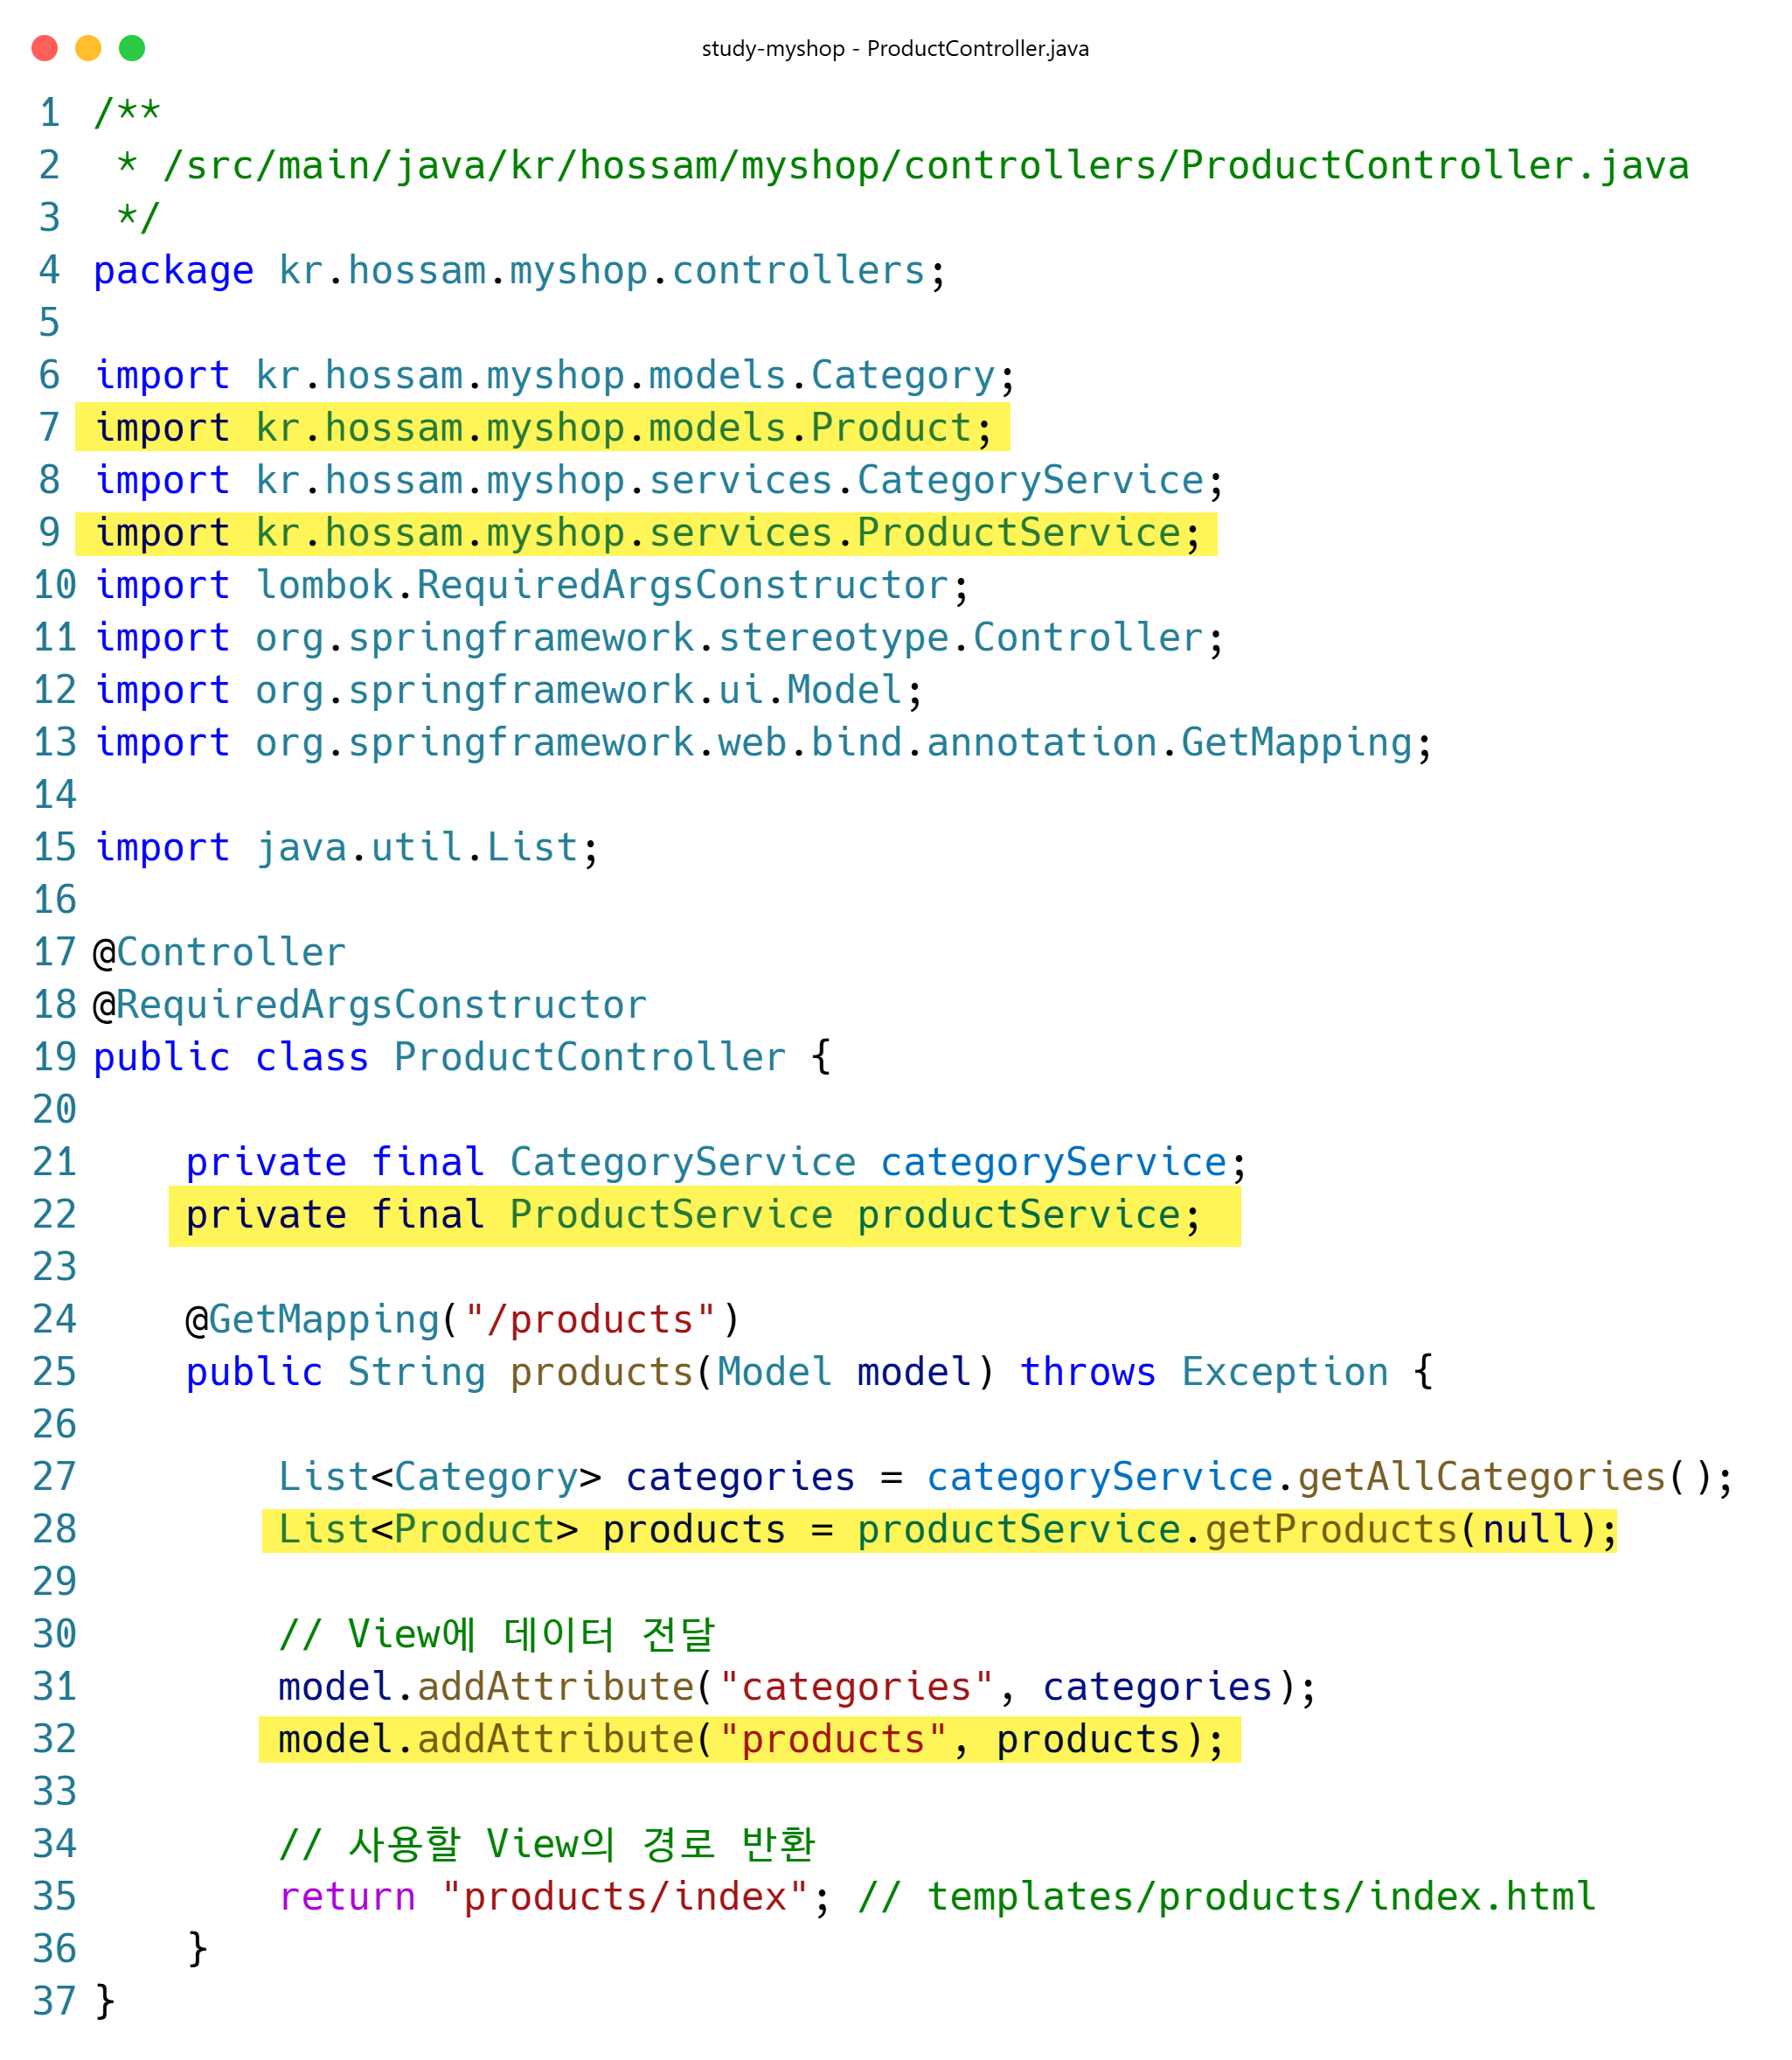 study-myshop - ProductController.java
1 /**
2  * /src/main/java/kr/hossam/myshop/controllers/ProductController.java
3  */
4 package kr.hossam.myshop.controllers;
5
6 import kr.hossam.myshop.models.Category;
7 import kr.hossam.myshop.models.Product;
8 import kr.hossam.myshop.services.CategoryService;
9 import kr.hossam.myshop.services.ProductService;
10 import lombok.RequiredArgsConstructor;
11 import org.springframework.stereotype.Controller;
12 import org.springframework.ui.Model;
13 import org.springframework.web.bind.annotation.GetMapping;
14
15 import java.util.List;
16
17 @Controller
18 @RequiredArgsConstructor
19 public class ProductController {
20
21     private final CategoryService categoryService;
22     private final ProductService productService;
23
24     @GetMapping("/products")
25     public String products(Model model) throws Exception {
26
27         List<Category> categories = categoryService.getAllCategories();
28         List<Product> products = productService.getProducts(null);
29
30         // View에 데이터 전달
31         model.addAttribute("categories", categories);
32         model.addAttribute("products", products);
33
34         // 사용할 View의 경로 반환
35         return "products/index"; // templates/products/index.html
36     }
37 }